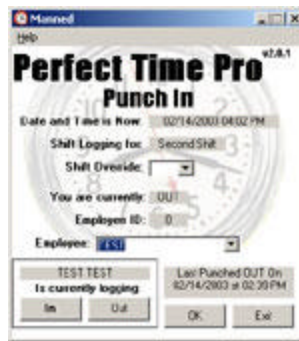 Manned
Help
Perfect Time Pro
v2.0.1
Punch In
Date and Time is Now: 02/14/2003 04:02 PM
Shift Logging for: Second Shift
Shift Override:
You are currently: OUT
Employee ID: 0
Employee: TEST
TEST TEST
Is currently logging
In Out
Last Punched OUT On
02/14/2003 at 02:39 PM
OK Exit